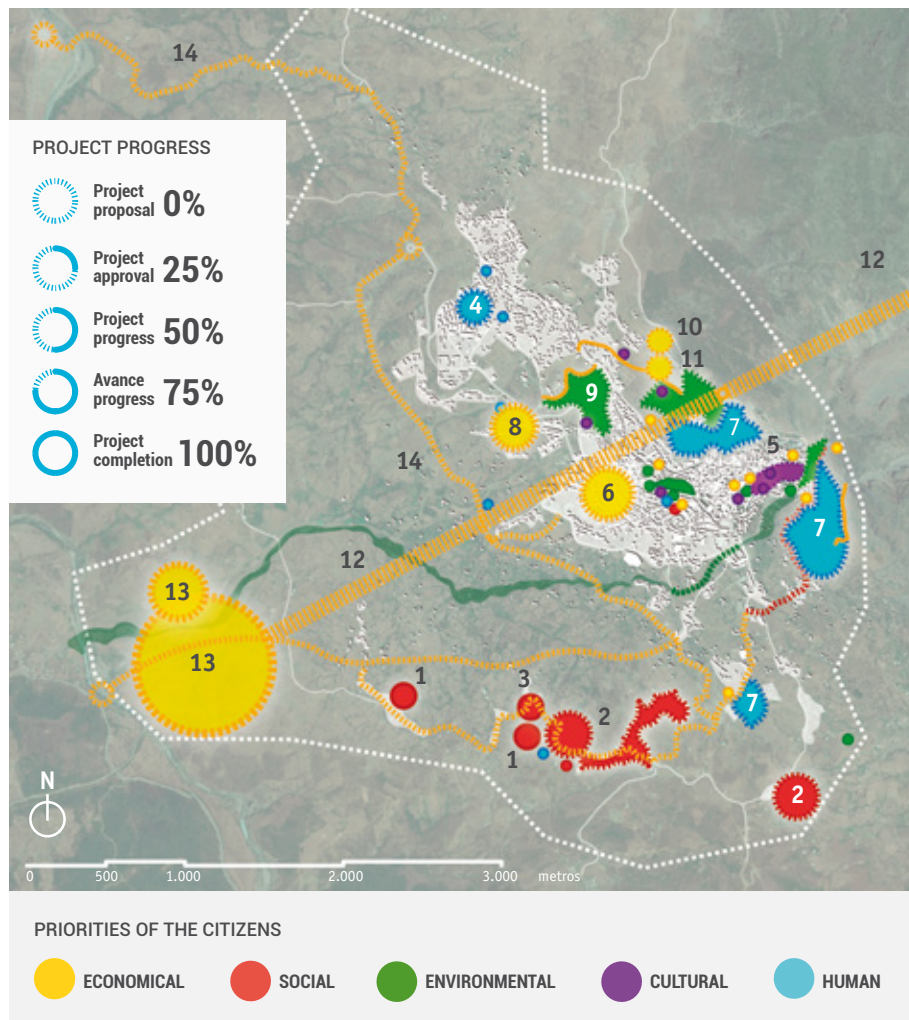 14
PROJECT PROGRESS
Project
proposal 0%
Project
approval 25%
Project
progress 50%
Avance
progress 75%
Project
completion 100%
12
4
10
11
9
7
8
5
14
6
7
12
13
13
1
3
2
7
1
2
N
0 500 1.000 2.000 3.000 metros
PRIORITIES OF THE CITIZENS
ECONOMICAL SOCIAL ENVIRONMENTAL CULTURAL HUMAN